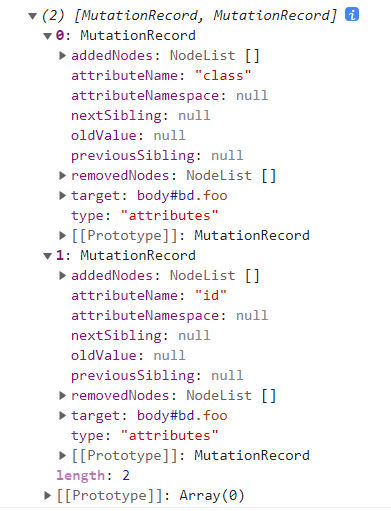 ▼ (2) [MutationRecord, MutationRecord] i
▼ 0: MutationRecord
▶ addedNodes: NodeList []
attributeName: "class"
attributeNamespace: null
nextSibling: null
oldValue: null
previousSibling: null
▶ removedNodes: NodeList []
▶ target: body#bd.foo
type: "attributes"
▶ [[Prototype]]: MutationRecord
▼ 1: MutationRecord
▶ addedNodes: NodeList []
attributeName: "id"
attributeNamespace: null
nextSibling: null
oldValue: null
previousSibling: null
▶ removedNodes: NodeList []
▶ target: body#bd.foo
type: "attributes"
▶ [[Prototype]]: MutationRecord
length: 2
▶ [[Prototype]]: Array(0)